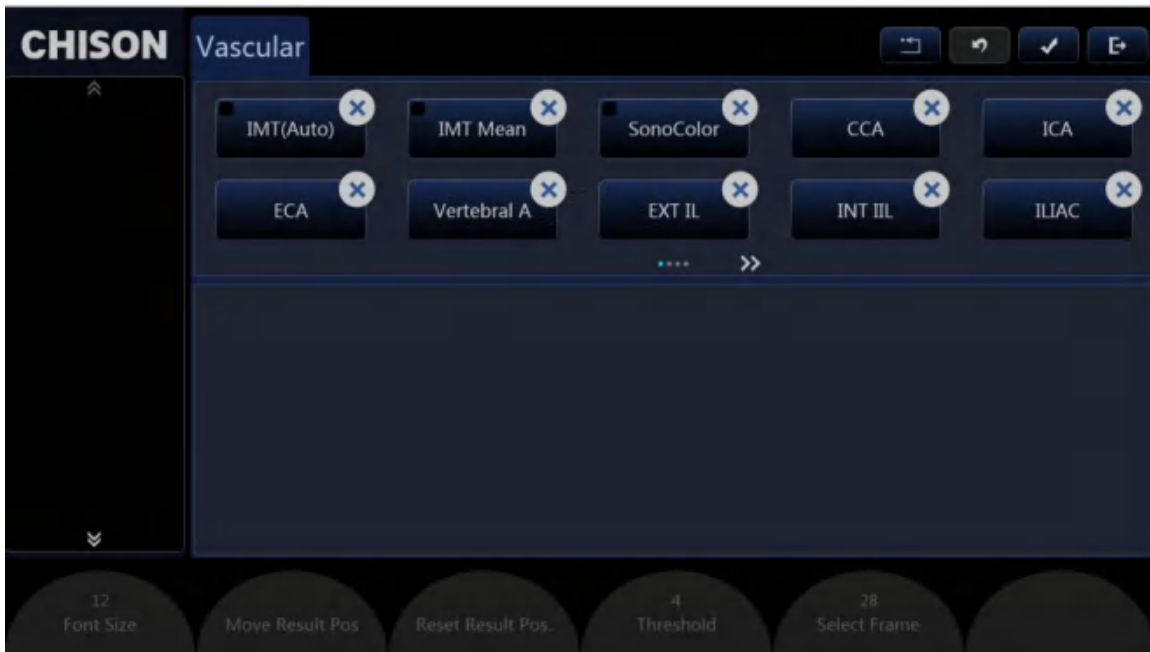 CHISON Vascular
IMT(Auto) IMT Mean SonoColor CCA ICA
ECA Vertebral A EXT IL INT IIL ILIAC
12 4 28
Font Size Move Result Pos Reset Result Pos. Threshold Select Frame